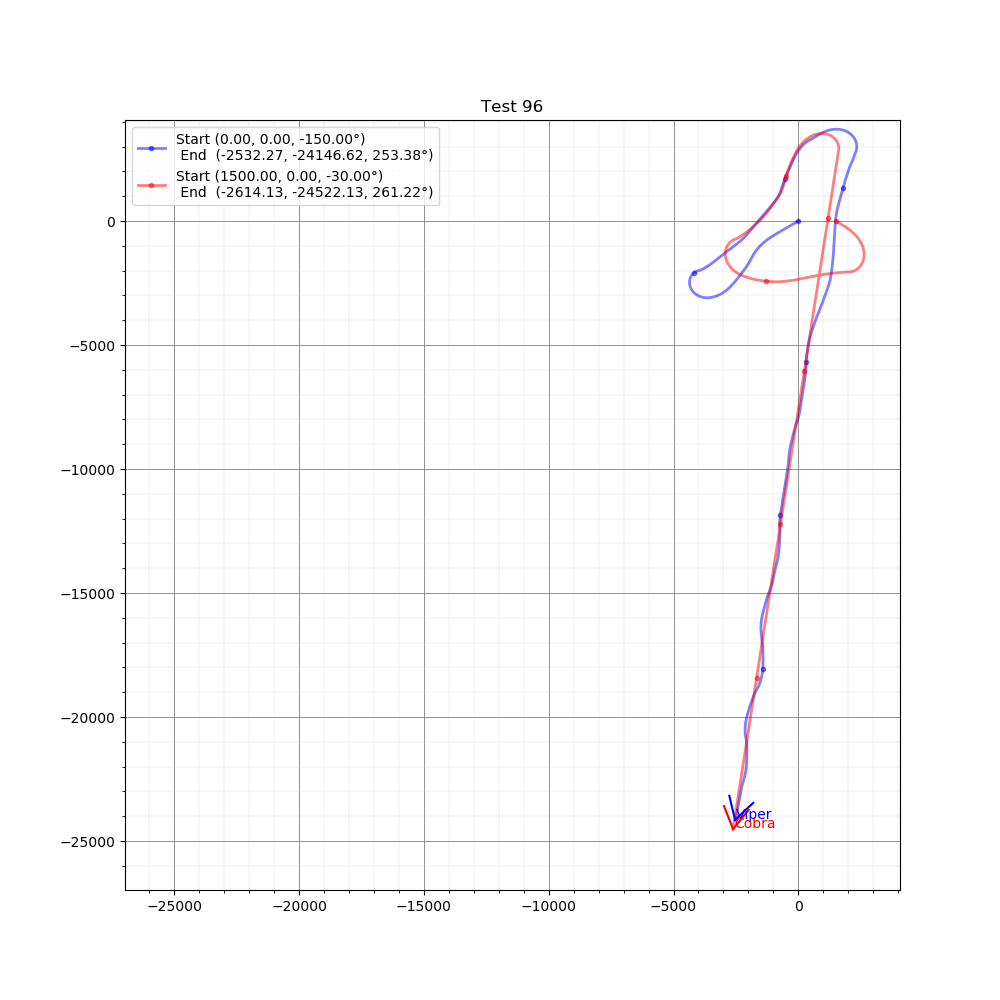 Test 96
Start (0.00, 0.00, -150.00°)
End (-2532.27, -24146.62, 253.38°)
Start (1500.00, 0.00, -30.00°)
End (-2614.13, -24522.13, 261.22°)
0
−5000
−10000
−15000
−20000
−25000
Viper
Cobra
−25000 −20000 −15000 −10000 −5000 0